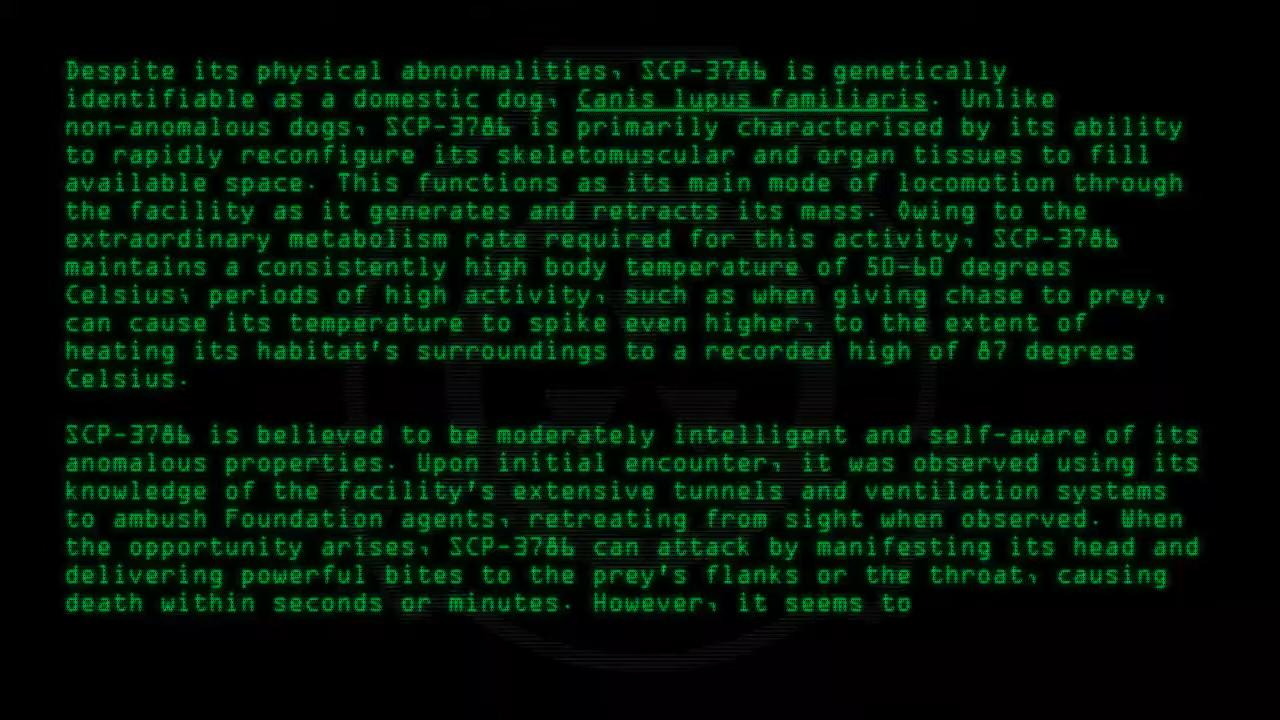 Despite its physical abnormalities, SCP-3786 is genetically
identifiable as a domestic dog, Canis lupus familiaris. Unlike
non-anomalous dogs, SCP-3786 is primarily characterised by its ability
to rapidly reconfigure its skeletomuscular and organ tissues to fill
available space. This functions as its main mode of locomotion through
the facility as it generates and retracts its mass. Owing to the
extraordinary metabolism rate required for this activity, SCP-3786
maintains a consistently high body temperature of 50-60 degrees
Celsius; periods of high activity, such as when giving chase to prey,
can cause its temperature to spike even higher, to the extent of
heating its habitat's surroundings to a recorded high of 87 degrees
Celsius.
SCP-3786 is believed to be moderately intelligent and self-aware of its
anomalous properties. Upon initial encounter, it was observed using its
knowledge of the facility's extensive tunnels and ventilation systems
to ambush Foundation agents, retreating from sight when observed. When
the opportunity arises, SCP-3786 can attack by manifesting its head and
delivering powerful bites to the prey's flanks or the throat, causing
death within seconds or minutes. However, it seems to